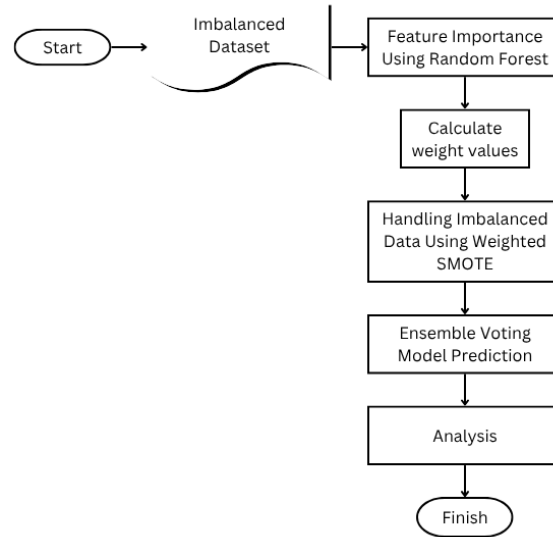 Start
Imbalanced
Dataset
Feature Importance
Using Random Forest
Calculate
weight values
Handling Imbalanced
Data Using Weighted
SMOTE
Ensemble Voting
Model Prediction
Analysis
Finish